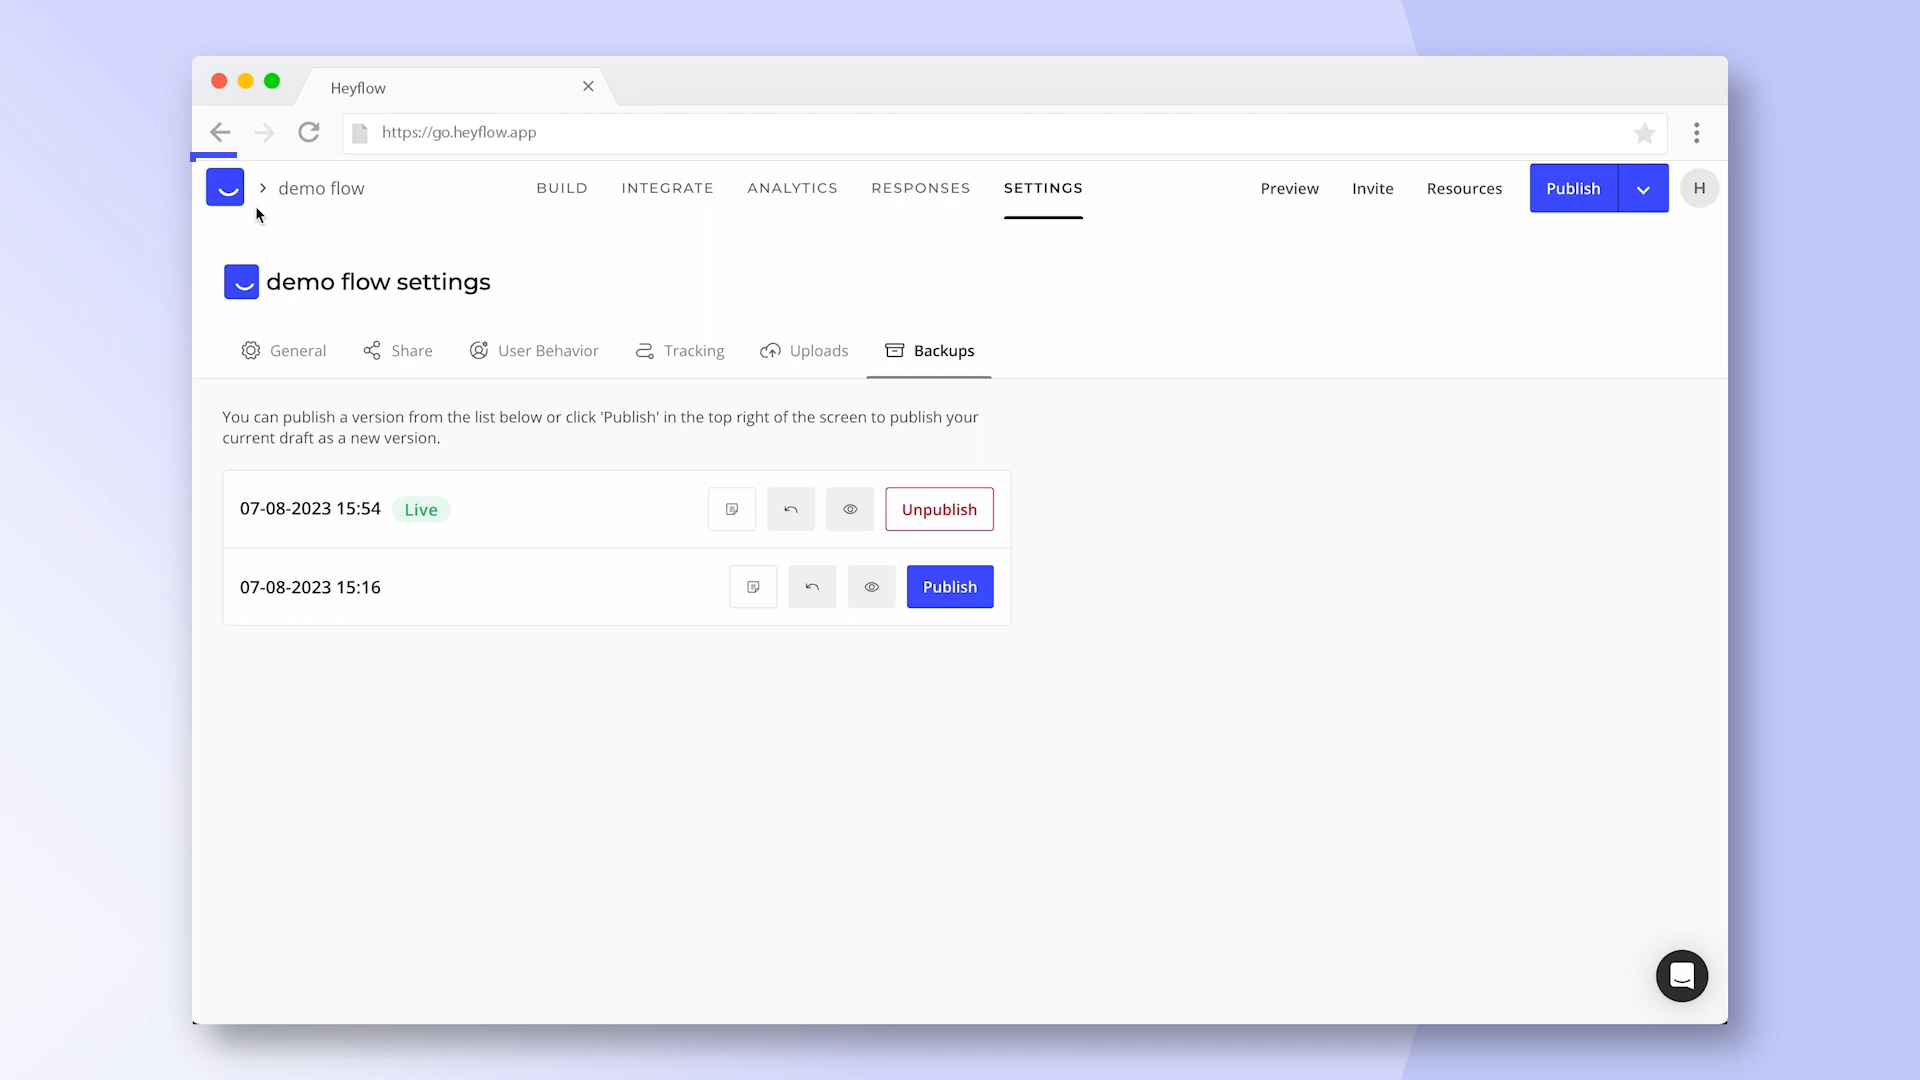 Heyflow
https://go.heyflow.app
demo flow
BUILD
INTEGRATE
ANALYTICS
RESPONSES
SETTINGS
Preview
Invite
Resources
Publish
H
demo flow settings
General
Share
User Behavior
Tracking
Uploads
Backups
You can publish a version from the list below or click 'Publish' in the top right of the screen to publish your
current draft as a new version.
07-08-2023 15:54
Live
Unpublish
07-08-2023 15:16
Publish